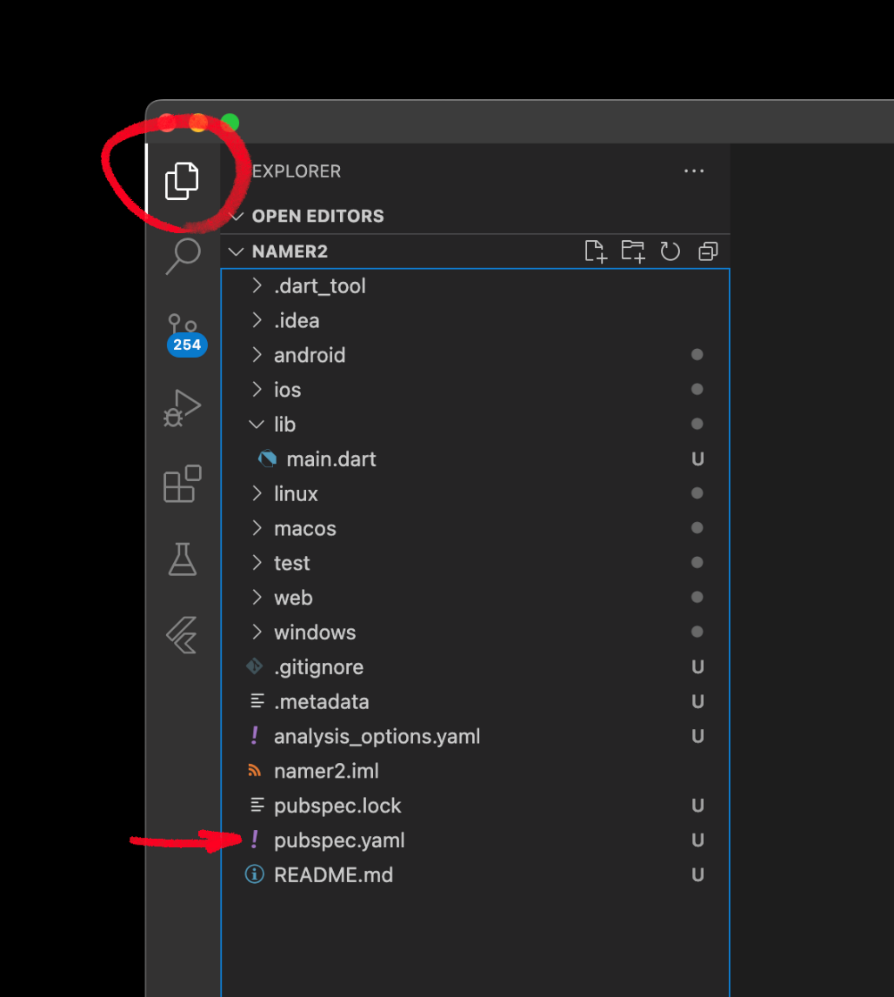 EXPLORER
OPEN EDITORS
NAMER2
254
.dart_tool
.idea
android
ios
lib
main.dart U
linux
macos
test
web
windows
.gitignore U
.metadata U
analysis_options.yaml U
namer2.iml
pubspec.lock U
pubspec.yaml U
README.md U